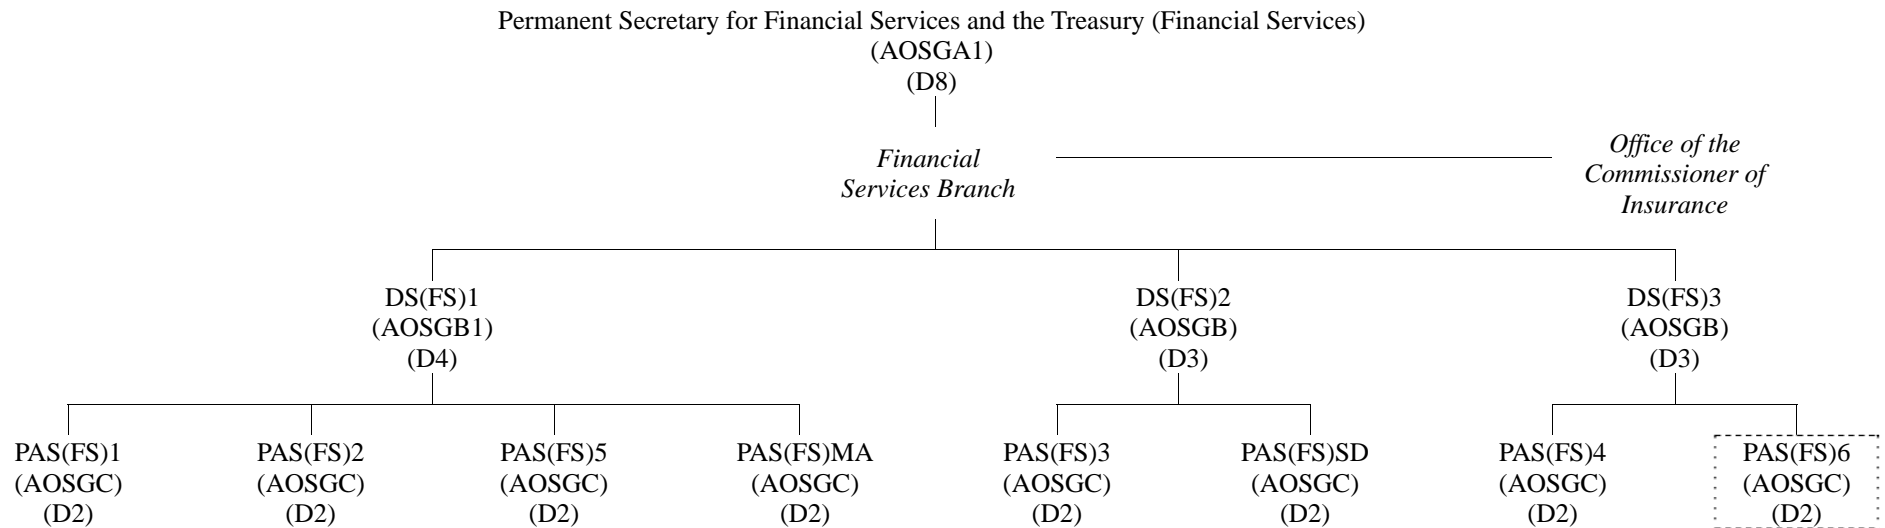 Permanent Secretary for Financial Services and the Treasury (Financial Services)
(AOSGA1)
(D8)
Financial
Services Branch
Office of the
Commissioner of
Insurance
DS(FS)1
(AOSGB1)
(D4)
DS(FS)2
(AOSGB)
(D3)
DS(FS)3
(AOSGB)
(D3)
PAS(FS)1
(AOSGC)
(D2)
PAS(FS)2
(AOSGC)
(D2)
PAS(FS)5
(AOSGC)
(D2)
PAS(FS)MA
(AOSGC)
(D2)
PAS(FS)3
(AOSGC)
(D2)
PAS(FS)SD
(AOSGC)
(D2)
PAS(FS)4
(AOSGC)
(D2)
PAS(FS)6
(AOSGC)
(D2)